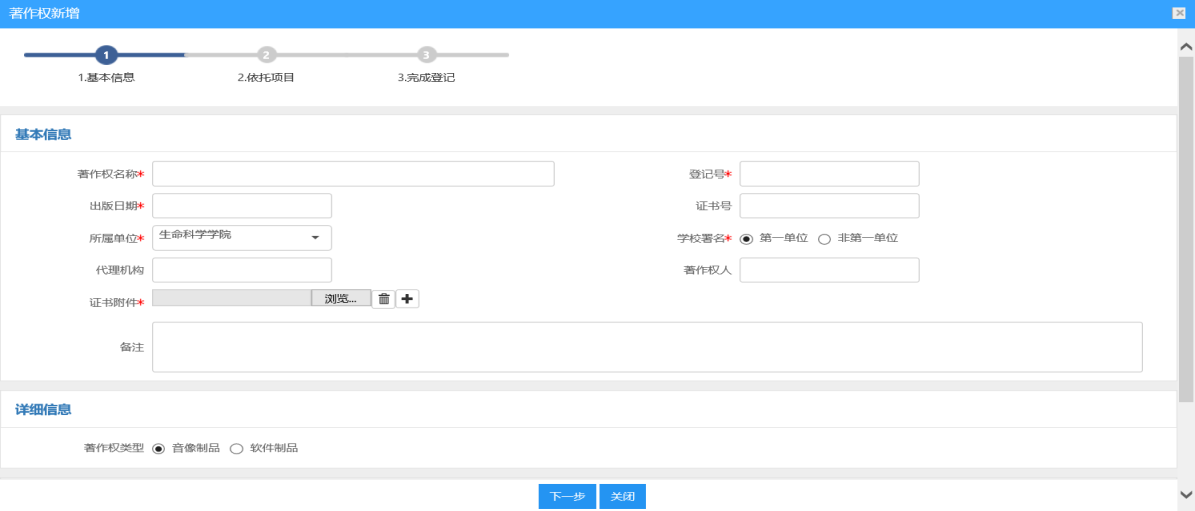 著作权新增
1 2 3
1.基本信息 2.依托项目 3.完成登记
基本信息
著作权名称* 登记号*
出版日期* 证书号
所属单位* 生命科学学院 学校署名* 第一单位 非第一单位
代理机构 著作权人
证书附件* 浏览...
备注
详细信息
著作权类型 音像制品 软件制品
下一步 关闭